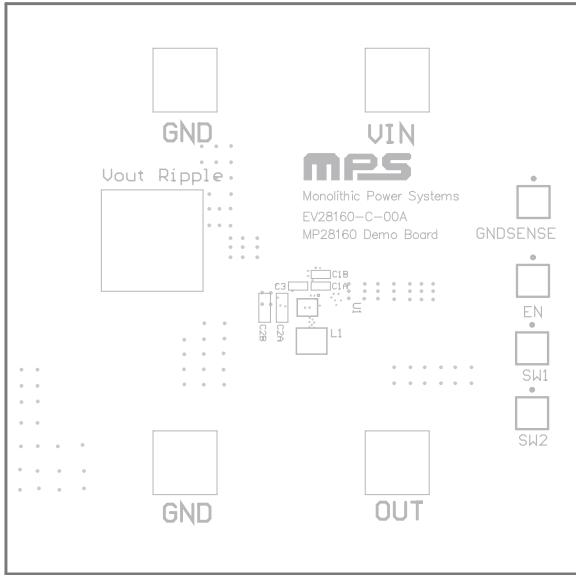 GND
VIN
Vout Ripple
MPS
Monolithic Power Systems
EV28160-C-00A
MP28160 Demo Board
GNDSENSE
C1B
C3
C1A
EN
U1
C2B
C2A
L1
SW1
SW2
GND
OUT